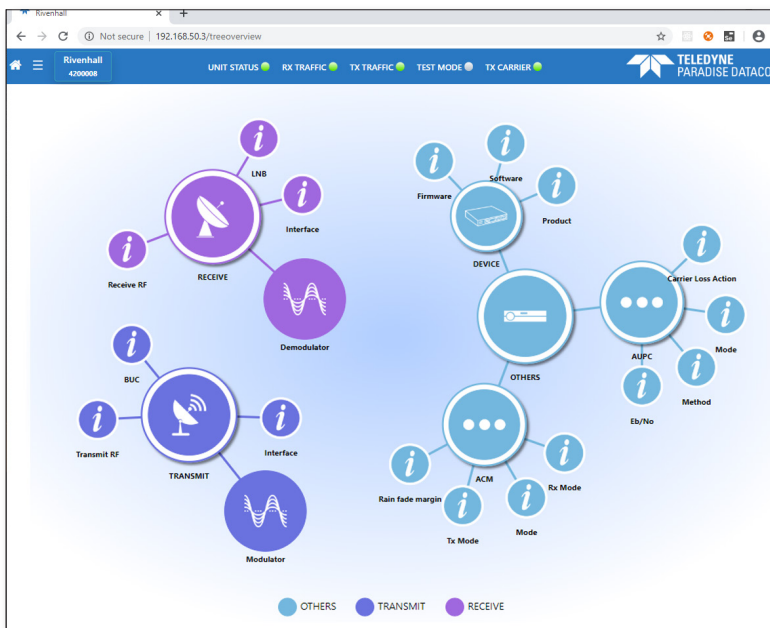 Rivenhall
Not secure | 192.168.50.3/treeoverview
Rivenhall
4200008
UNIT STATUS RX TRAFFIC TX TRAFFIC TEST MODE TX CARRIER
TELEDYNE
PARADISE DATACO
LNB
Interface
Receive RF
RECEIVE
Demodulator
BUC
Transmit RF
Interface
TRANSMIT
Modulator
Firmware
Software
Product
DEVICE
OTHERS
Carrier Loss Action
Mode
AUPC
Method
Eb/No
ACM
Rain fade margin
Tx Mode
Mode
Rx Mode
OTHERS TRANSMIT RECEIVE